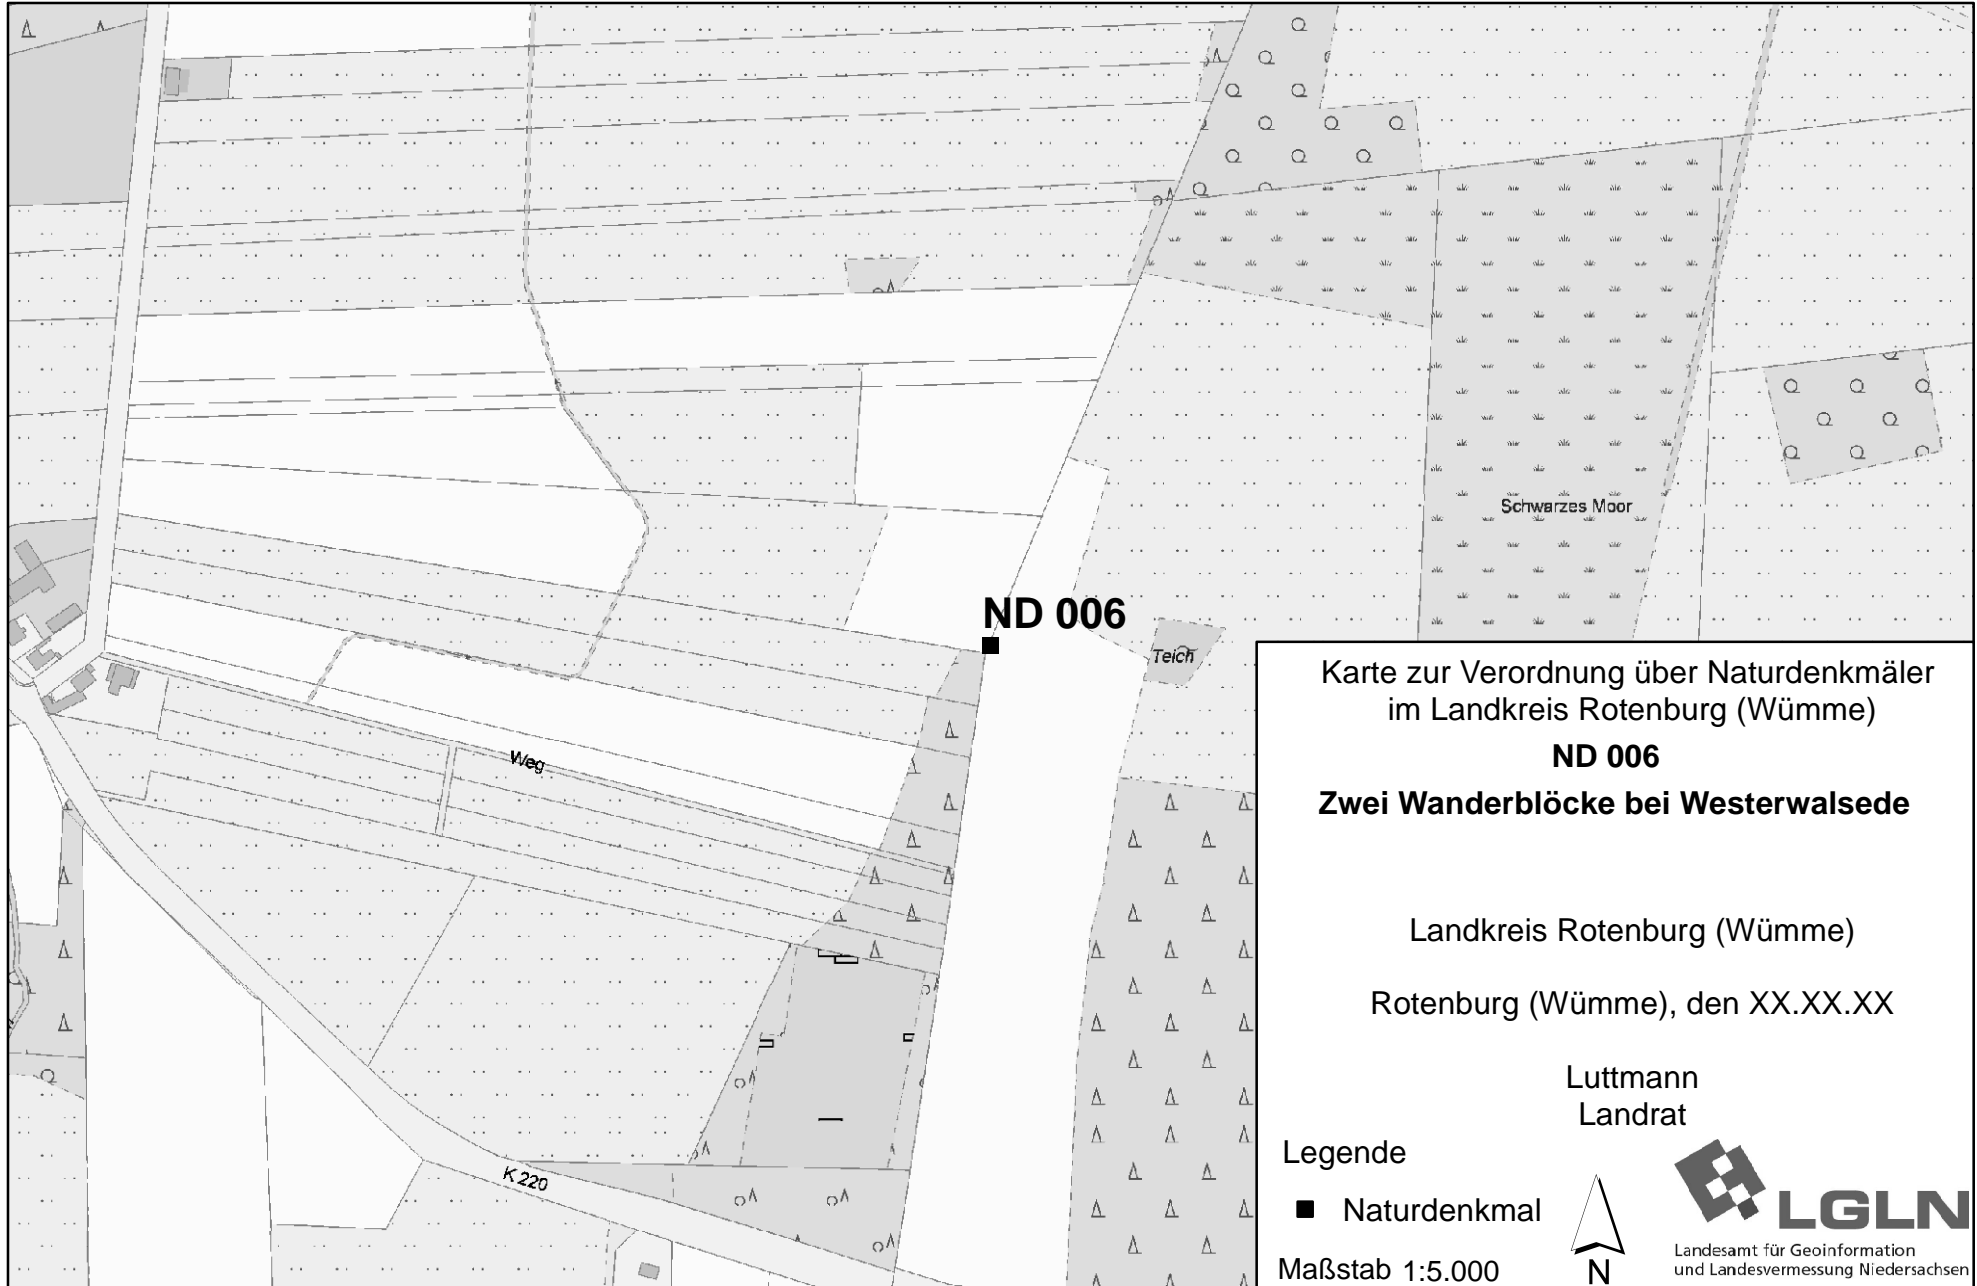 Schwarzes Moor
ND 006
Teich
Weg
K 220
Karte zur Verordnung über Naturdenkmäler
im Landkreis Rotenburg (Wümme)
ND 006
Zwei Wanderblöcke bei Westerwalsede
Landkreis Rotenburg (Wümme)
Rotenburg (Wümme), den XX.XX.XX
Luttmann
Landrat
Legende
Naturdenkmal
Maßstab 1:5.000
N
LGLN
Landesamt für Geoinformation
und Landesvermessung Niedersachsen